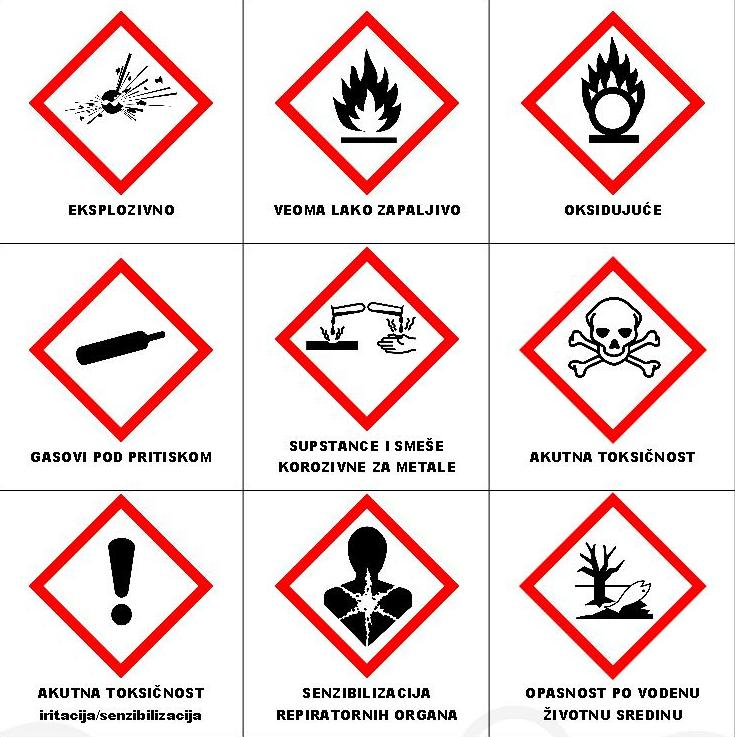 EKSPLOZIVNO
VEOMA LAKO ZAPALJIVO
OKSIDUJUĆE
GASOVI POD PRITISKOM
SUPSTANCE I SMEŠE
KOROZIVNE ZA METALE
AKUTNA TOKSIČNOST
AKUTNA TOKSIČNOST
iritacija/senzibilizacija
SENZIBILIZACIJA
REPIRATORNIH ORGANA
OPASNOST PO VODENU
ŽIVOTNU SREDINU